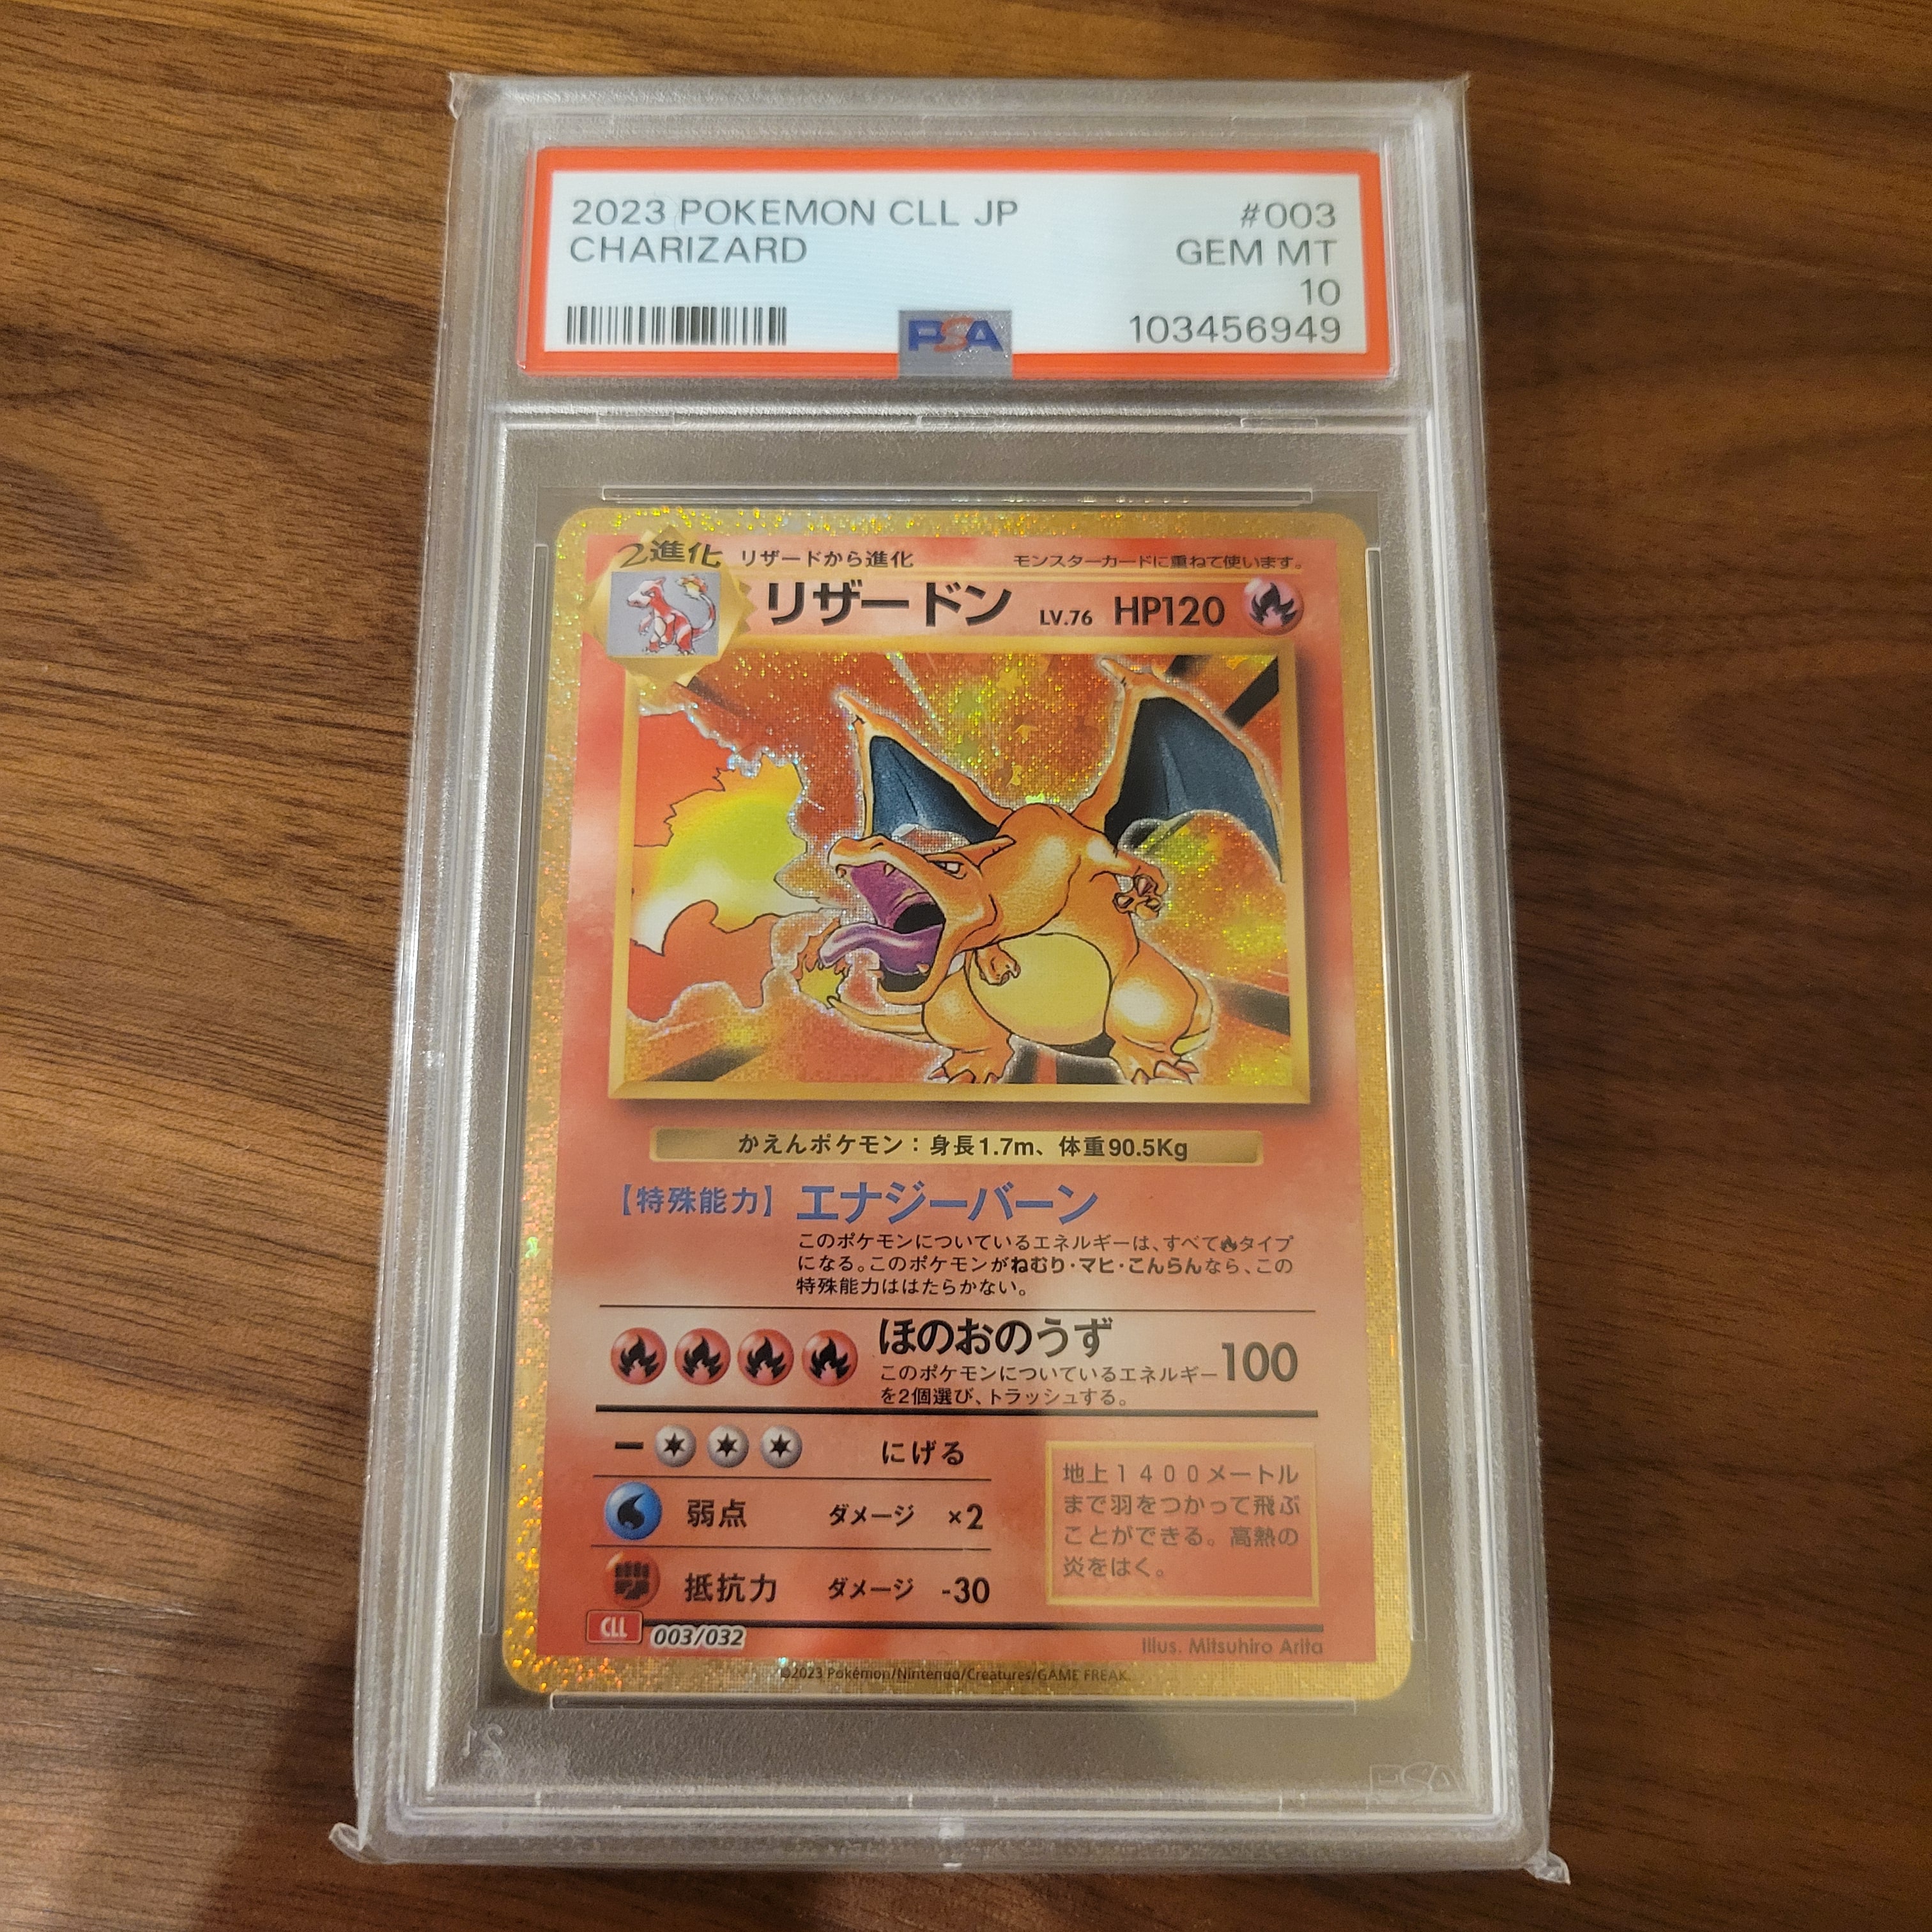 2023 POKEMON CLL JP #003
CHARIZARD GEM MT
10
PSA 103456949
2進化 リザードから進化 モンスターカードに重ねて使います。
リザードン LV.76 HP120
かえんポケモン：身長1.7m、体重90.5Kg
【特殊能力】エナジーバーン
このポケモンについているエネルギーは、すべてタイプ
になる。このポケモンがねむり・マヒ・こんらんなら、この
特殊能力ははたらかない。
ほのおのうず 100
このポケモンについているエネルギー
を2個選び、トラッシュする。
にげる
弱点 ダメージ ×2
抵抗力 ダメージ -30
地上１４００メートル
まで羽をつかって飛ぶ
ことができる。高熱の
炎をはく。
CLL 003/032
Illus. Mitsuhiro Arita
©2023 Pokémon/Nintendo/Creatures/GAME FREAK.
PSA